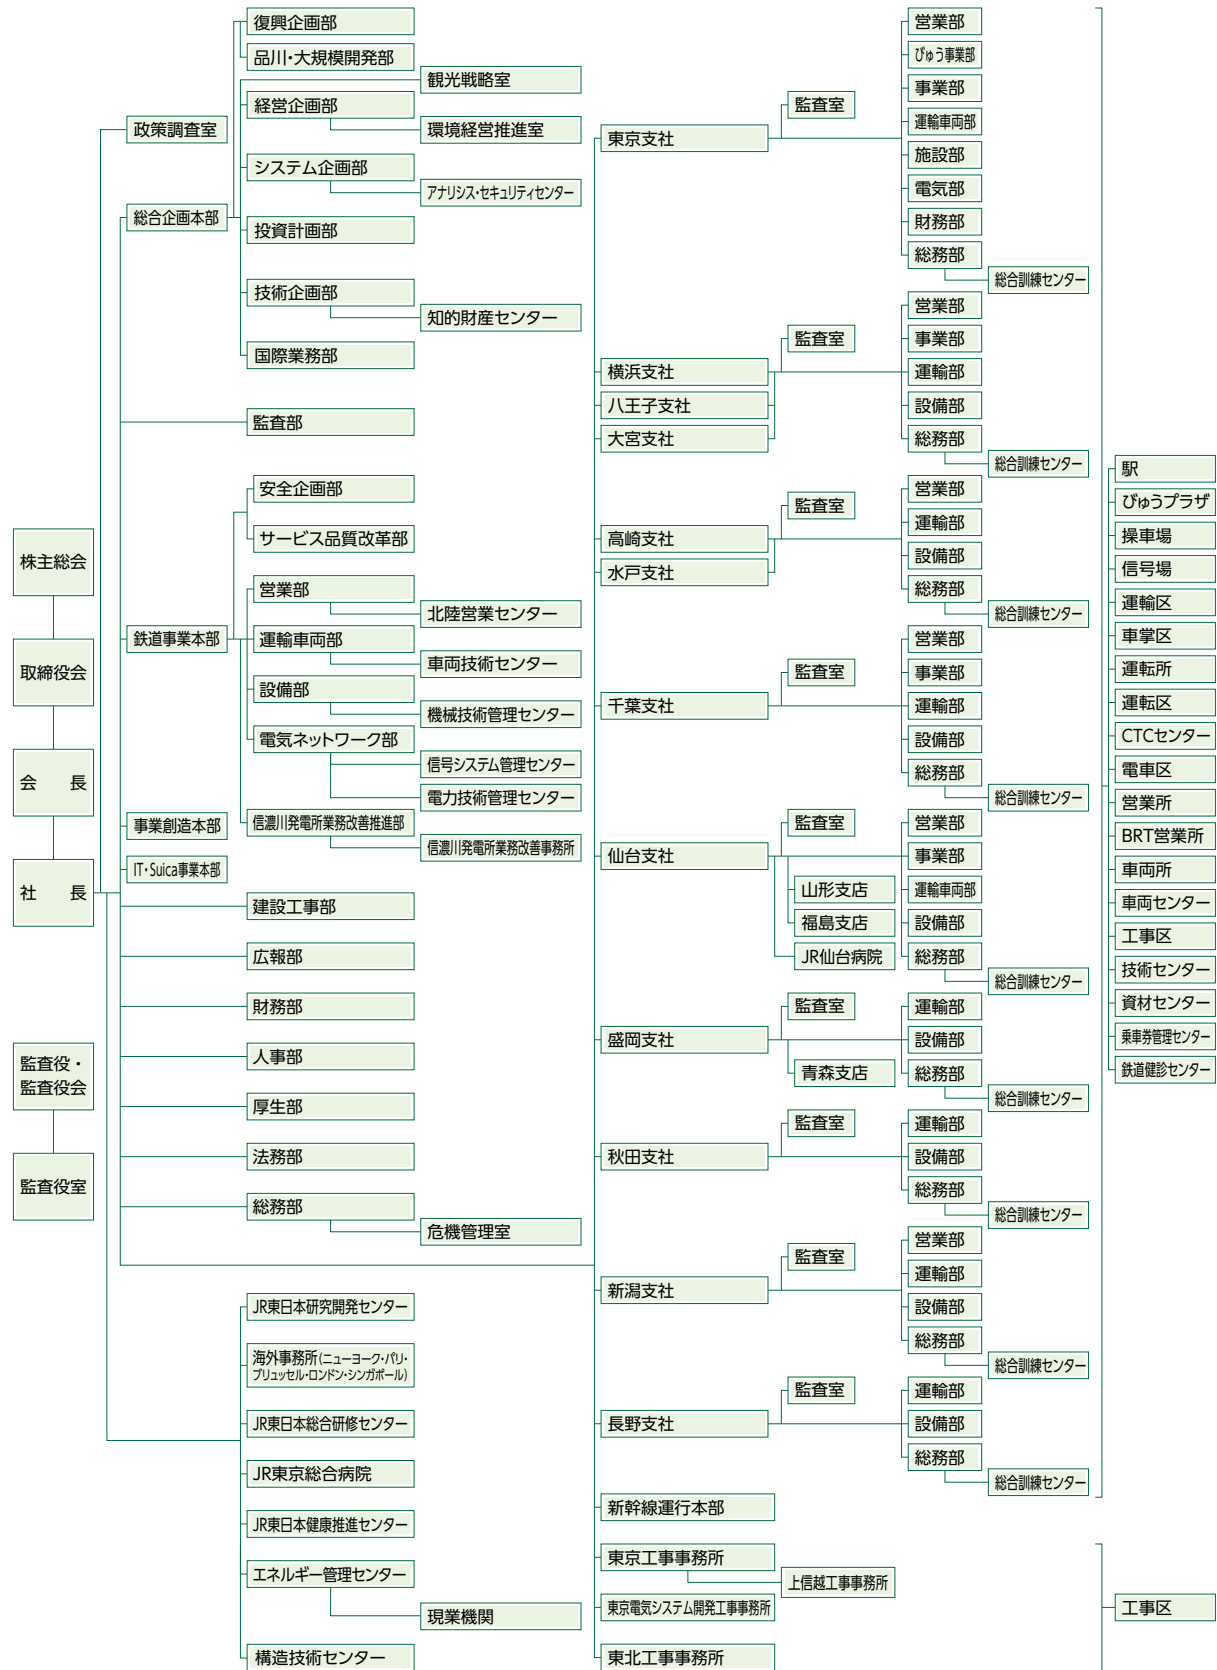 株主総会
取締役会
会　　長
社　　長
監査役・
監査役会
監査役室
政策調査室
総合企画本部
復興企画部
品川・大規模開発部
観光戦略室
経営企画部
環境経営推進室
システム企画部
アナリシス・セキュリティセンター
投資計画部
技術企画部
知的財産センター
国際業務部
監査部
鉄道事業本部
安全企画部
サービス品質改革部
営業部
北陸営業センター
運輸車両部
車両技術センター
設備部
機械技術管理センター
電気ネットワーク部
信号システム管理センター
電力技術管理センター
信濃川発電所業務改善推進部
信濃川発電所業務改善事務所
事業創造本部
IT・Suica事業本部
建設工事部
広報部
財務部
人事部
厚生部
法務部
総務部
危機管理室
JR東日本研究開発センター
海外事務所(ニューヨーク・パリ・
ブリュッセル・ロンドン・シンガポール)
JR東日本総合研修センター
JR東京総合病院
JR東日本健康推進センター
エネルギー管理センター
現業機関
構造技術センター
東京支社
監査室
営業部
びゅう事業部
事業部
運輸車両部
施設部
電気部
財務部
総務部
総合訓練センター
横浜支社
八王子支社
大宮支社
監査室
営業部
事業部
運輸部
設備部
総務部
総合訓練センター
高崎支社
水戸支社
監査室
営業部
運輸部
設備部
総務部
総合訓練センター
千葉支社
監査室
営業部
事業部
運輸部
設備部
総務部
総合訓練センター
仙台支社
監査室
山形支店
福島支店
JR仙台病院
営業部
事業部
運輸車両部
設備部
総務部
総合訓練センター
盛岡支社
監査室
青森支店
運輸部
設備部
総務部
総合訓練センター
秋田支社
監査室
運輸部
設備部
総務部
総合訓練センター
新潟支社
監査室
営業部
運輸部
設備部
総務部
総合訓練センター
長野支社
監査室
運輸部
設備部
総務部
総合訓練センター
新幹線運行本部
東京工事事務所
上信越工事事務所
東京電気システム開発工事事務所
東北工事事務所
駅
びゅうプラザ
操車場
信号場
運輸区
車掌区
運転所
運転区
CTCセンター
電車区
営業所
BRT営業所
車両所
車両センター
工事区
技術センター
資材センター
乗車券管理センター
鉄道健診センター
工事区